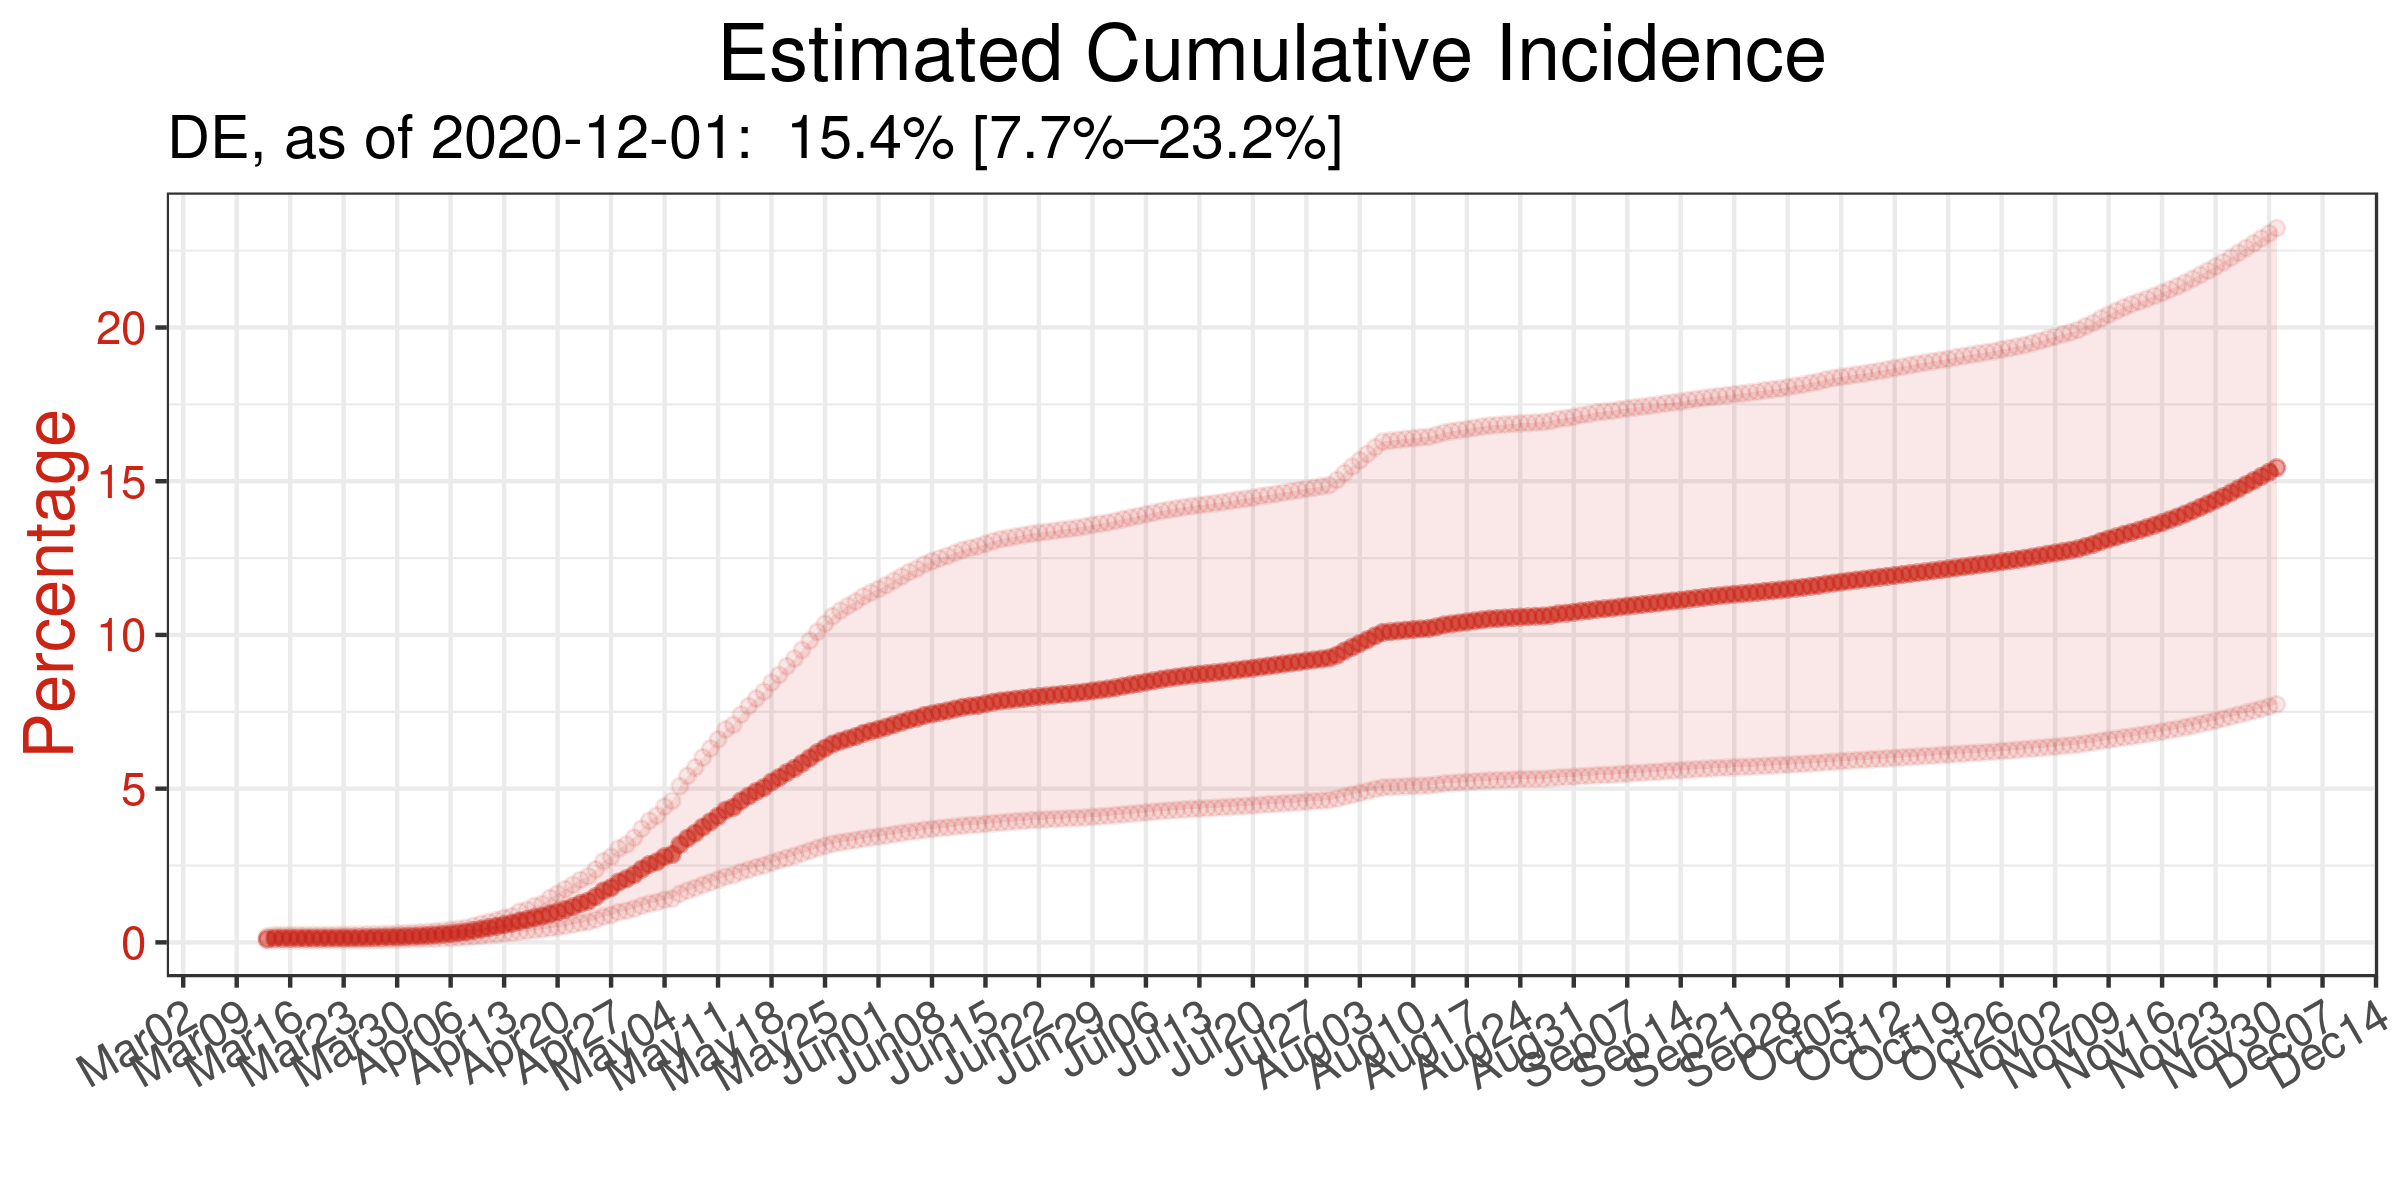 Estimated Cumulative Incidence
DE, as of 2020-12-01:  15.4% [7.7%–23.2%]
Percentage
20
15
10
5
0
Mar02
Mar09
Mar16
Mar23
Mar30
Apr06
Apr13
Apr20
Apr27
May04
May11
May18
May25
Jun01
Jun08
Jun15
Jun22
Jun29
Jul06
Jul13
Jul20
Jul27
Aug03
Aug10
Aug17
Aug24
Aug31
Sep07
Sep14
Sep21
Sep28
Oct05
Oct12
Oct19
Oct26
Nov02
Nov09
Nov16
Nov23
Nov30
Dec07
Dec14